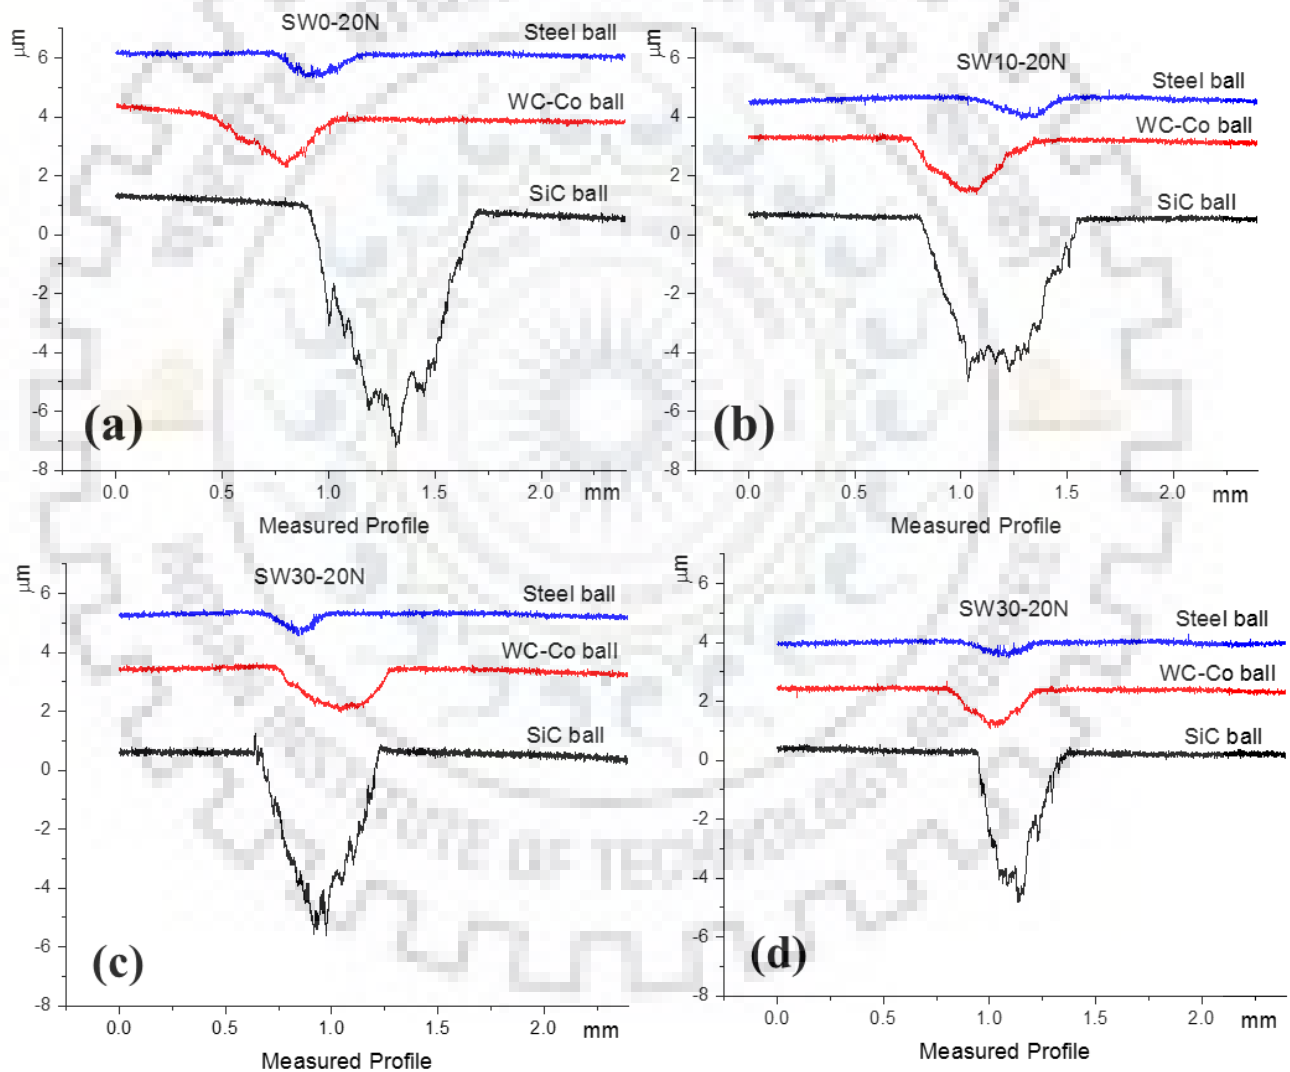 μm
SW0-20N
Steel ball
WC-Co ball
SiC ball
6
4
2
0
-2
-4
-6
-8
(a)
0.0 0.5 1.0 1.5 2.0 mm
Measured Profile
μm
SW10-20N
Steel ball
WC-Co ball
SiC ball
6
4
2
0
-2
-4
-6
-8
(b)
0.0 0.5 1.0 1.5 2.0 mm
Measured Profile
μm
SW30-20N
Steel ball
WC-Co ball
SiC ball
6
4
2
0
-2
-4
-6
-8
(c)
0.0 0.5 1.0 1.5 2.0 mm
Measured Profile
μm
SW30-20N
Steel ball
WC-Co ball
SiC ball
6
4
2
0
-2
-4
-6
-8
(d)
0.0 0.5 1.0 1.5 2.0 mm
Measured Profile